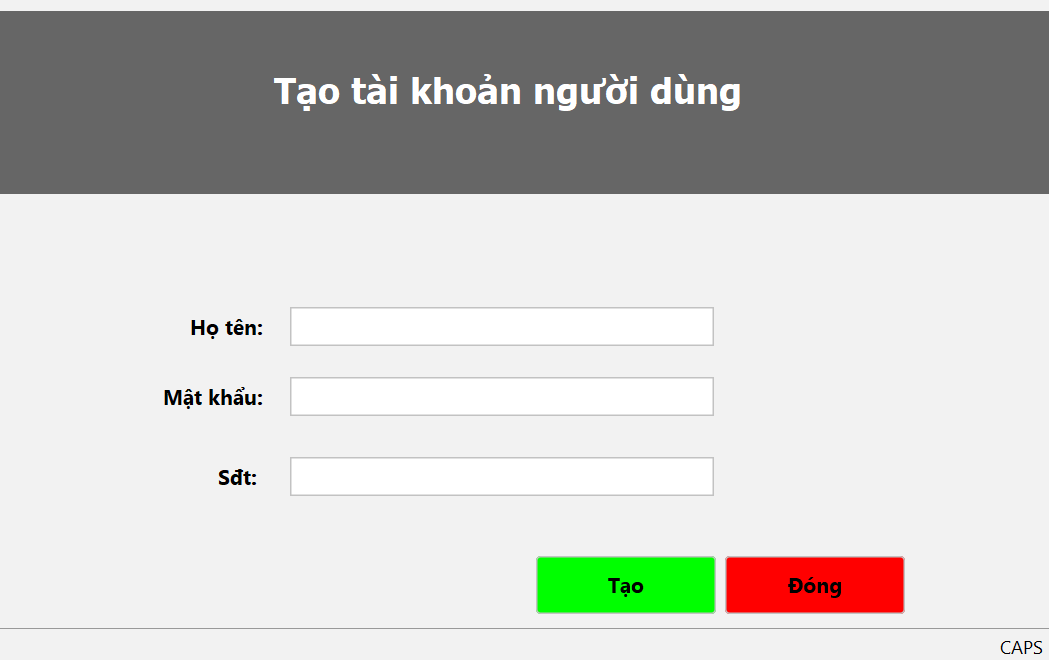 Tạo tài khoản người dùng
Họ tên:
Mật khẩu:
Sđt:
Tạo Đóng
CAPS